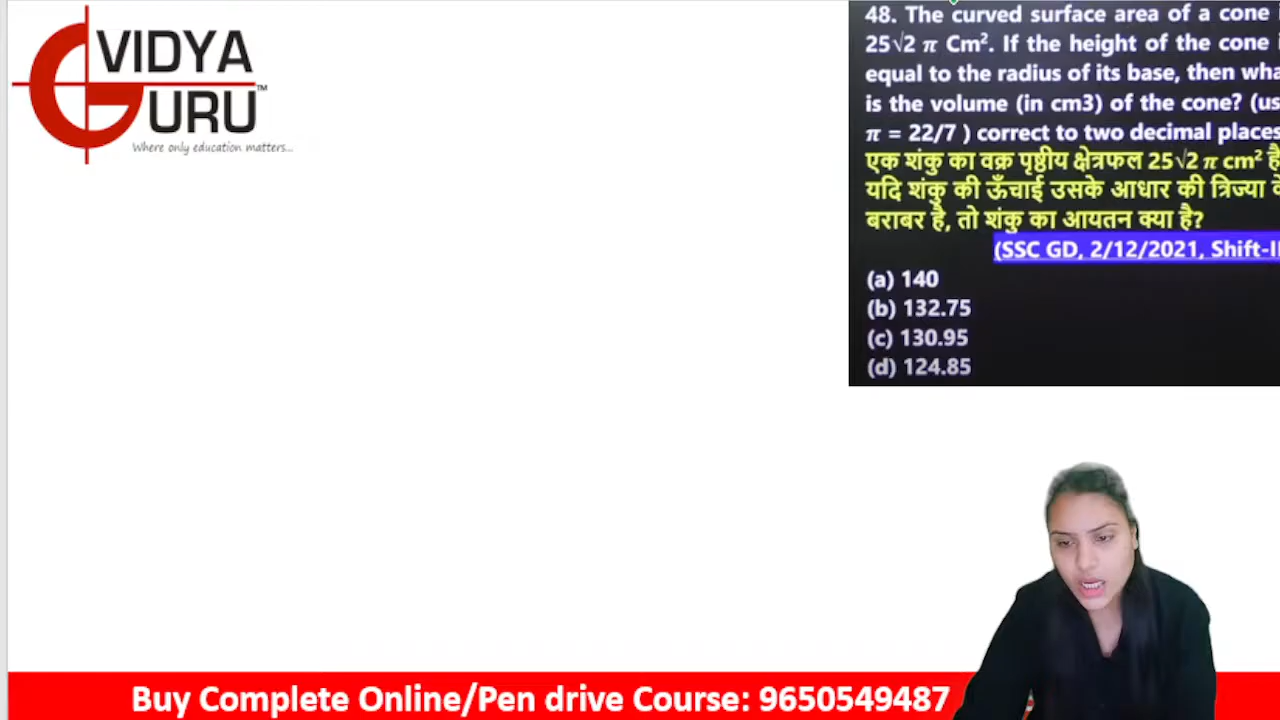 VIDYA
GURU™
Where only education matters...
48. The curved surface area of a cone
25√2 π Cm². If the height of the cone
equal to the radius of its base, then
is the volume (in cm3) of the cone?
π = 22/7 ) correct to two decimal places
एक शंकु का वक्र पृष्ठीय क्षेत्रफल 25√2 π cm² है
यदि शंकु की ऊँचाई उसके आधार की त्रिज्या के
बराबर है, तो शंकु का आयतन क्या है?
(SSC GD, 2/12/2021, Shift-
(a) 140
(b) 132.75
(c) 130.95
(d) 124.85
Buy Complete Online/Pen drive Course: 9650549487